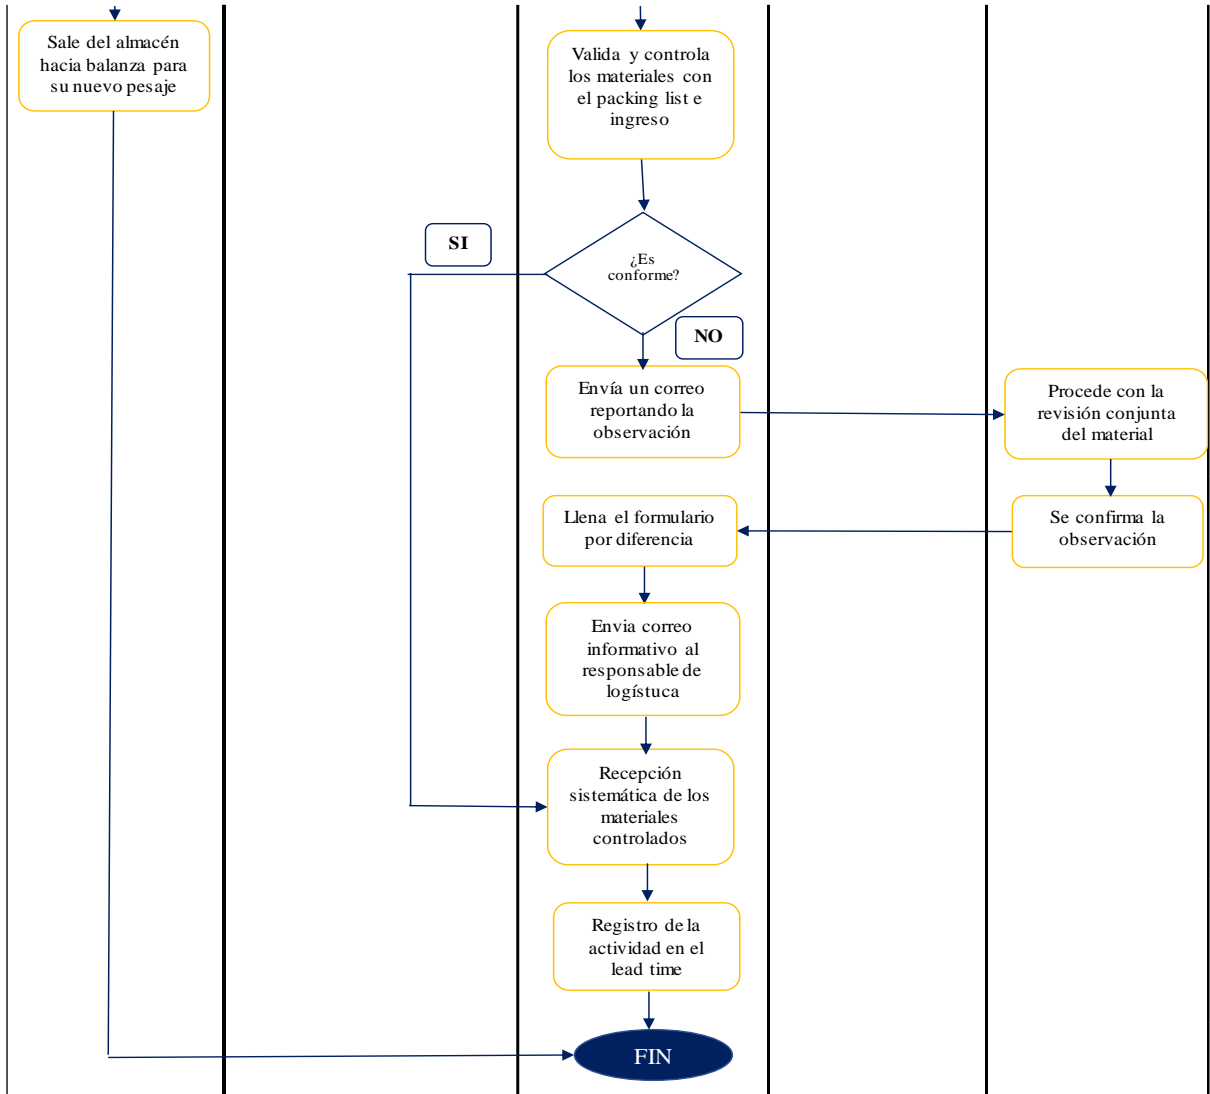 Sale del almacén
hacia balanza para
su nuevo pesaje
Valida y controla
los materiales con
el packing list e
ingreso
SI
¿Es
conforme?
NO
Envía un correo
reportando la
observación
Procede con la
revisión conjunta
del material
Llena el formulario
por diferencia
Se confirma la
observación
Envia correo
informativo al
responsable de
logístuca
Recepción
sistemática de los
materiales
controlados
Registro de la
actividad en el
lead time
FIN